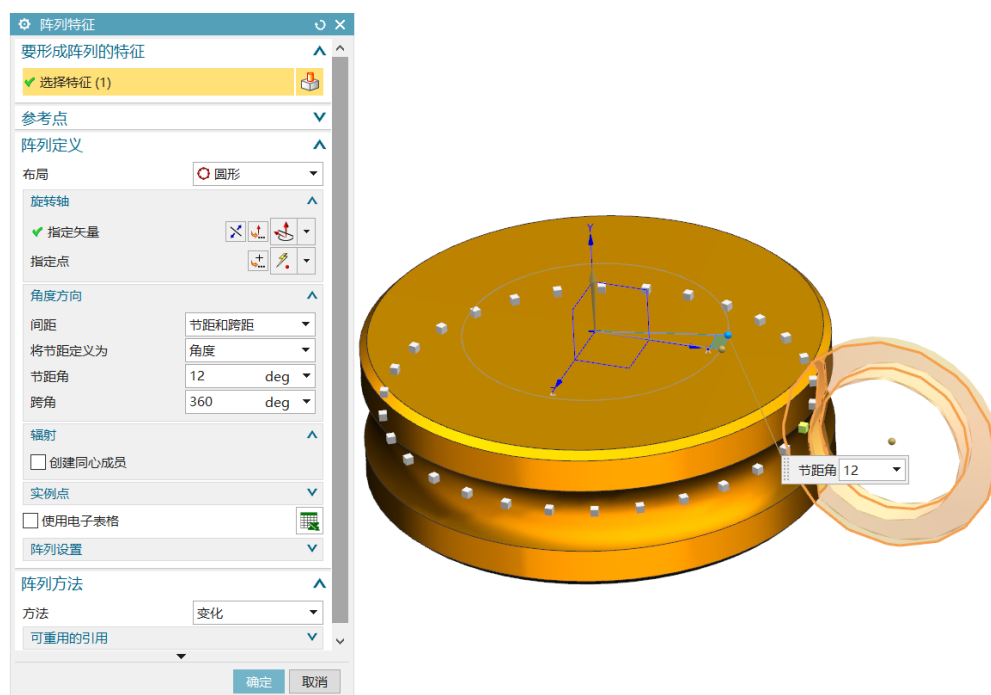 阵列特征
要形成阵列的特征
选择特征 (1)
参考点
阵列定义
布局 圆形
旋转轴
指定矢量
指定点
角度方向
间距 节距和跨距
将节距定义为 角度
节距角 12 deg
跨角 360 deg
辐射
创建同心成员
实例点
使用电子表格
阵列设置
阵列方法
方法 变化
可重用的引用
确定 取消
Y
X
Z
节距角 12